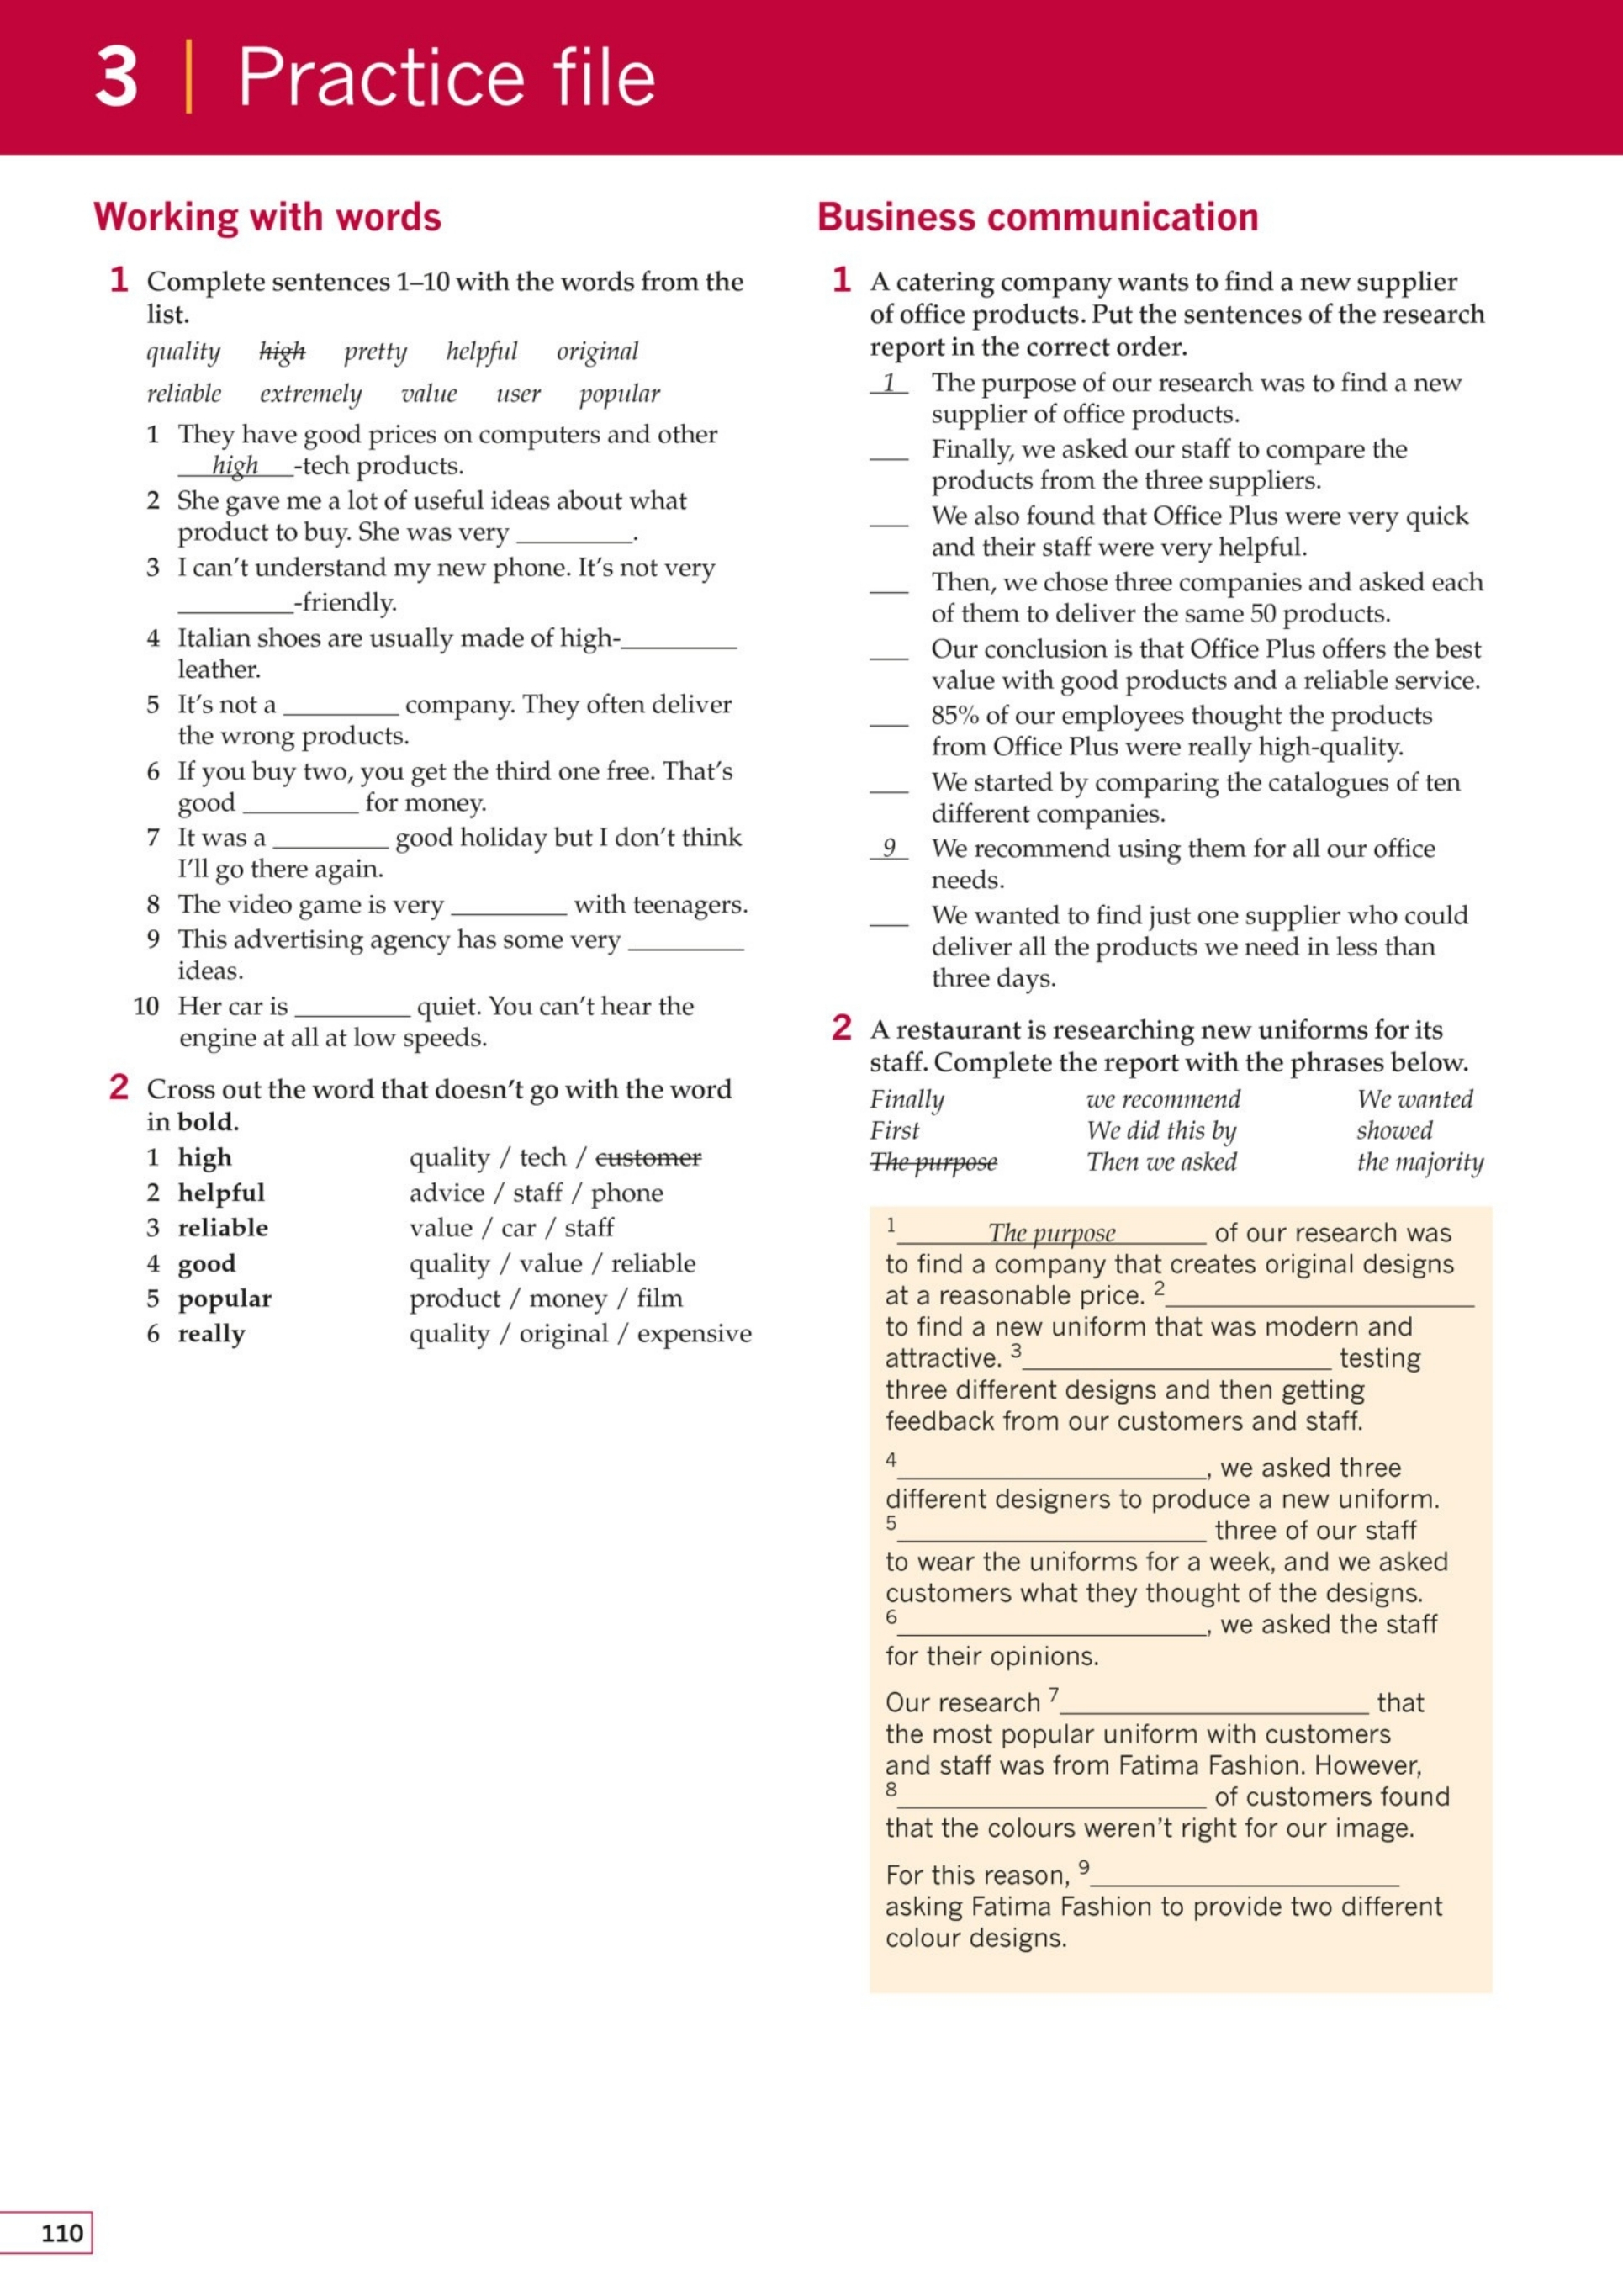 3 | Practice file
Working with words
1 Complete sentences 1–10 with the words from the
list.
quality high pretty helpful original
reliable extremely value user popular
1 They have good prices on computers and other
high -tech products.
2 She gave me a lot of useful ideas about what
product to buy. She was very __________.
3 I can't understand my new phone. It's not very
__________-friendly.
4 Italian shoes are usually made of high-__________
leather.
5 It's not a __________ company. They often deliver
the wrong products.
6 If you buy two, you get the third one free. That's
good __________ for money.
7 It was a __________ good holiday but I don't think
I'll go there again.
8 The video game is very __________ with teenagers.
9 This advertising agency has some very __________
ideas.
10 Her car is __________ quiet. You can't hear the
engine at all at low speeds.
2 Cross out the word that doesn't go with the word
in bold.
1 high quality / tech / customer
2 helpful advice / staff / phone
3 reliable value / car / staff
4 good quality / value / reliable
5 popular product / money / film
6 really quality / original / expensive
Business communication
1 A catering company wants to find a new supplier
of office products. Put the sentences of the research
report in the correct order.
1 The purpose of our research was to find a new
supplier of office products.
___ Finally, we asked our staff to compare the
products from the three suppliers.
___ We also found that Office Plus were very quick
and their staff were very helpful.
___ Then, we chose three companies and asked each
of them to deliver the same 50 products.
___ Our conclusion is that Office Plus offers the best
value with good products and a reliable service.
___ 85% of our employees thought the products
from Office Plus were really high-quality.
___ We started by comparing the catalogues of ten
different companies.
9 We recommend using them for all our office
needs.
___ We wanted to find just one supplier who could
deliver all the products we need in less than
three days.
2 A restaurant is researching new uniforms for its
staff. Complete the report with the phrases below.
Finally we recommend We wanted
First We did this by showed
The purpose Then we asked the majority
1 The purpose of our research was
to find a company that creates original designs
at a reasonable price. 2____________________
to find a new uniform that was modern and
attractive. 3____________________ testing
three different designs and then getting
feedback from our customers and staff.
4____________________, we asked three
different designers to produce a new uniform.
5____________________ three of our staff
to wear the uniforms for a week, and we asked
customers what they thought of the designs.
6____________________, we asked the staff
for their opinions.
Our research 7____________________ that
the most popular uniform with customers
and staff was from Fatima Fashion. However,
8____________________ of customers found
that the colours weren't right for our image.
For this reason, 9____________________
asking Fatima Fashion to provide two different
colour designs.
110